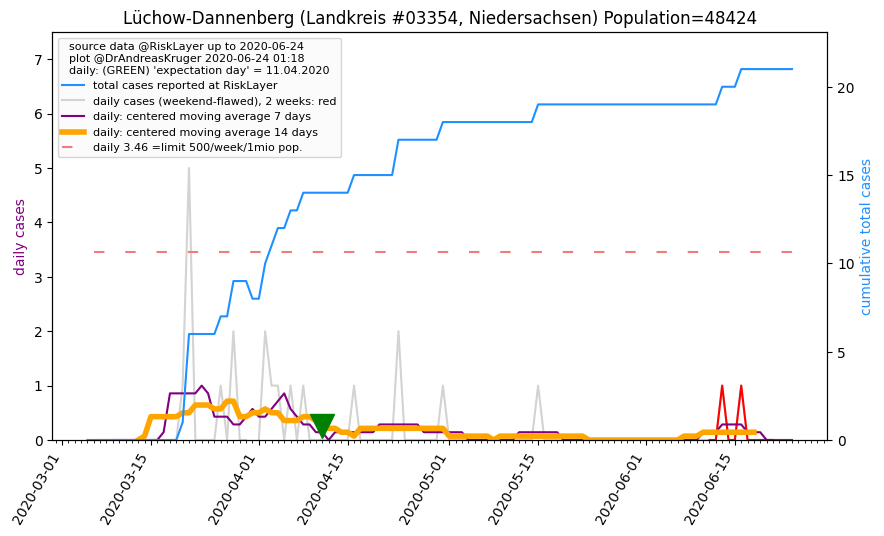 Lüchow-Dannenberg (Landkreis #03354, Niedersachsen) Population=48424
source data @RiskLayer up to 2020-06-24
plot @DrAndreasKruger 2020-06-24 01:18
daily: (GREEN) 'expectation day' = 11.04.2020
total cases reported at RiskLayer
daily cases (weekend-flawed), 2 weeks: red
daily: centered moving average 7 days
daily: centered moving average 14 days
daily 3.46 =limit 500/week/1mio pop.
daily cases
7
6
5
4
3
2
1
0
cumulative total cases
20
15
10
5
0
2020-03-01
2020-03-15
2020-04-01
2020-04-15
2020-05-01
2020-05-15
2020-06-01
2020-06-15